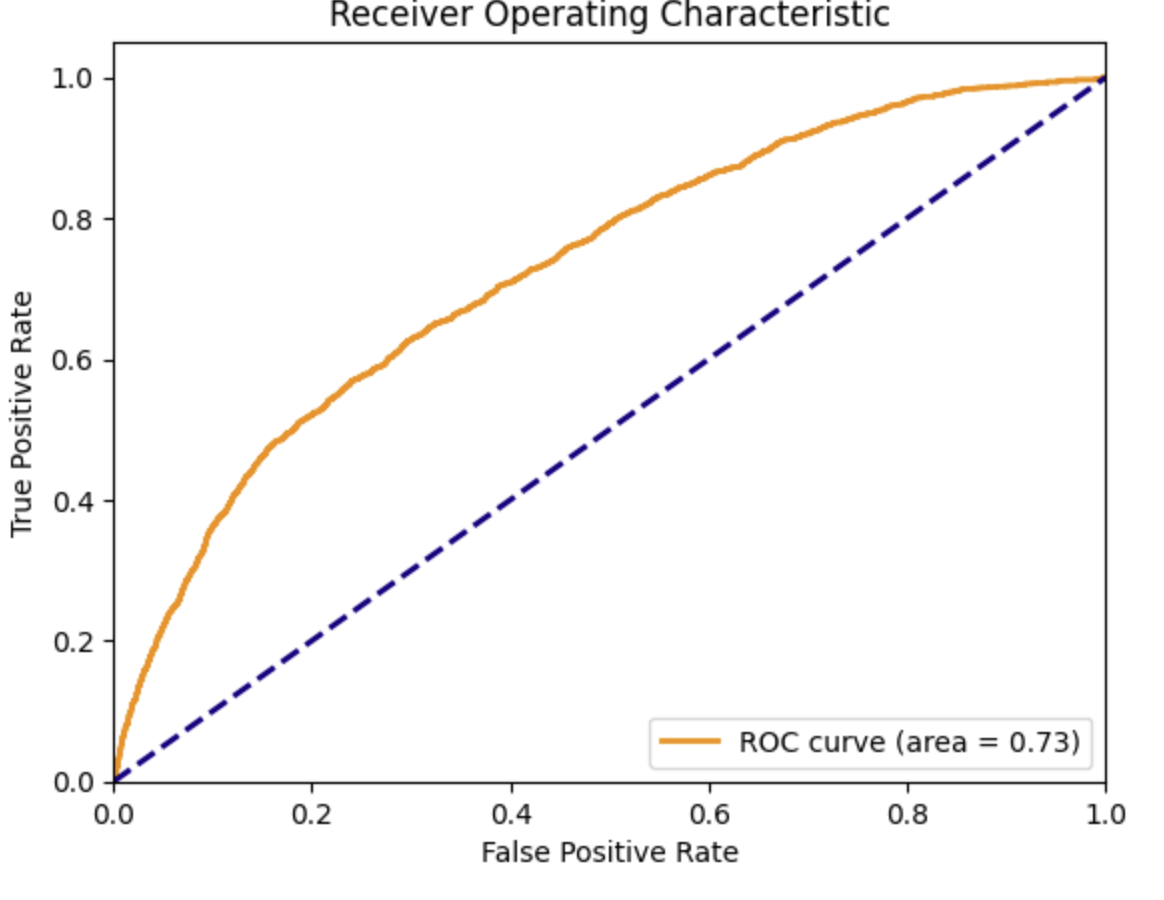 Receiver Operating Characteristic
1.0
0.8
0.6
0.4
0.2
0.0
True Positive Rate
ROC curve (area = 0.73)
0.0 0.2 0.4 0.6 0.8 1.0
False Positive Rate